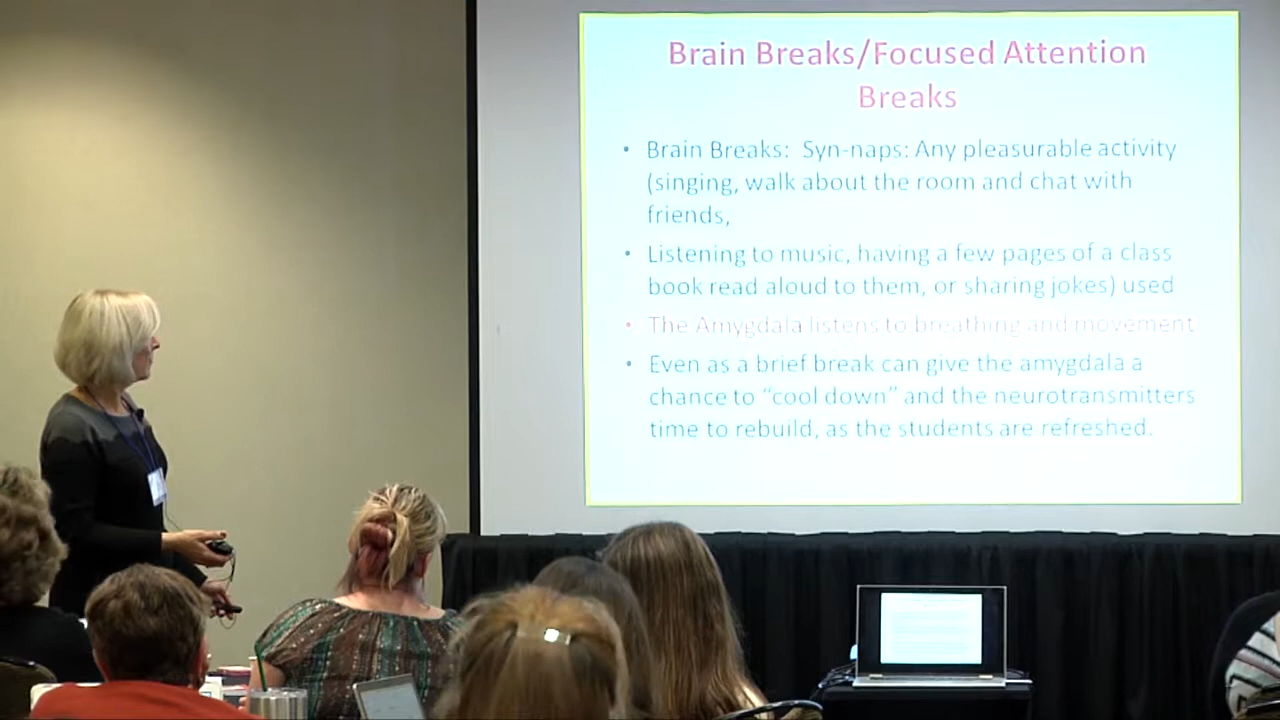 Brain Breaks/Focused Attention
Breaks
• Brain Breaks: Syn-naps: Any pleasurable activity
(singing, walk about the room and chat with
friends,
• Listening to music, having a few pages of a class
book read aloud to them, or sharing jokes) used
• The Amygdala listens to breathing and movement
• Even as a brief break can give the amygdala a
chance to “cool down” and the neurotransmitters
time to rebuild, as the students are refreshed.